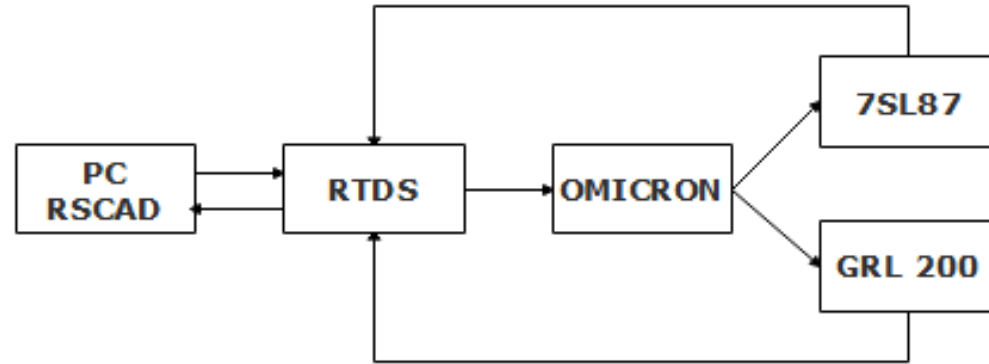 PC
RSCAD
RTDS
OMICRON
7SL87
GRL 200